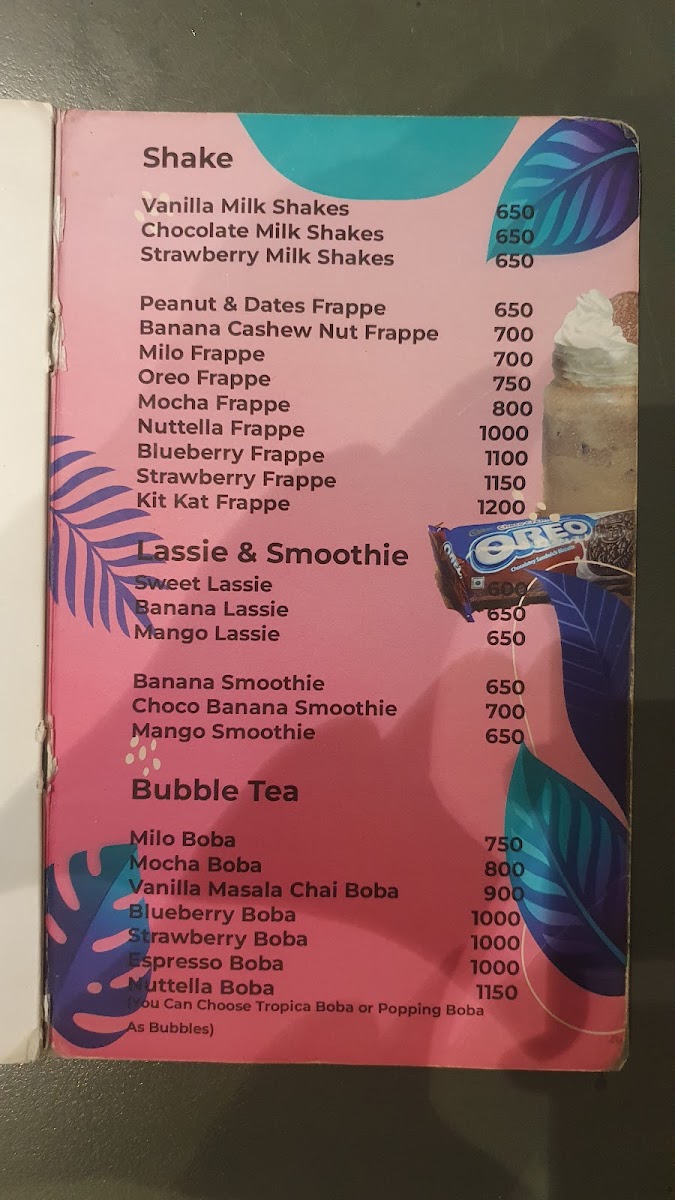 Shake
Vanilla Milk Shakes 650
Chocolate Milk Shakes 650
Strawberry Milk Shakes 650
Peanut & Dates Frappe 650
Banana Cashew Nut Frappe 700
Milo Frappe 700
Oreo Frappe 750
Mocha Frappe 800
Nuttella Frappe 1000
Blueberry Frappe 1100
Strawberry Frappe 1150
Kit Kat Frappe 1200
OREO
Chocolatey Sandwich Biscuits
Lassie & Smoothie
Sweet Lassie 600
Banana Lassie 650
Mango Lassie 650
Banana Smoothie 650
Choco Banana Smoothie 700
Mango Smoothie 650
Bubble Tea
Milo Boba 750
Mocha Boba 800
Vanilla Masala Chai Boba 900
Blueberry Boba 1000
Strawberry Boba 1000
Espresso Boba 1000
Nuttella Boba 1150
(You Can Choose Tropica Boba or Popping Boba
As Bubbles)